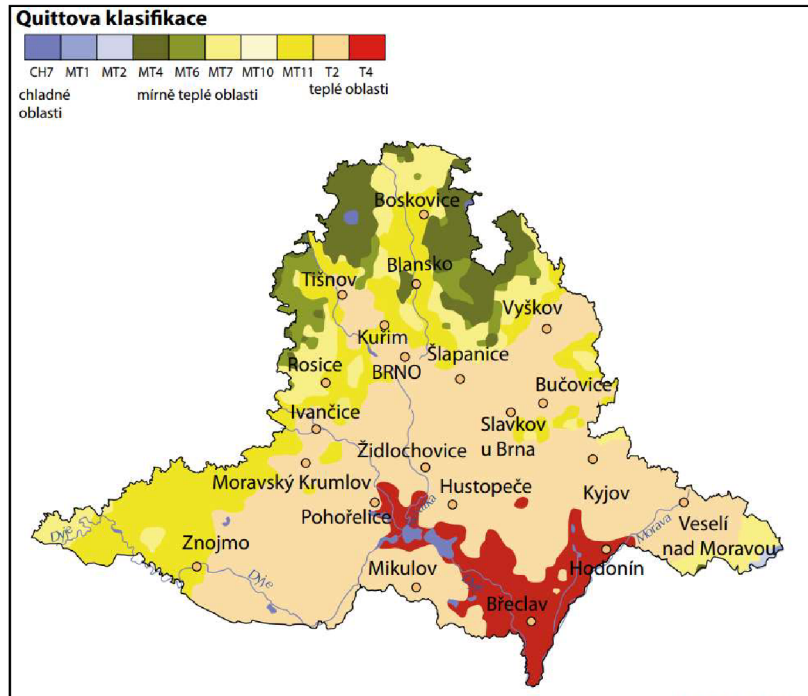 Quittova klasifikace
CH7 MT1 MT2 MT4 MT6 MT7 MT10 MT11 T2 T4
chladné oblasti
mírně teplé oblasti
teplé oblasti
Boskovice
Blansko
Tišnov
Vyškov
Kuřim
Šlapanice
BRNO
Rosice
Bučovice
Ivančice
Slavkov
u Brna
Židlochovice
Moravský Krumlov
Hustopeče
Kyjov
Pohořelice
Veselí
nad Moravou
Morava
Dyje
Znojmo
Hodonín
Mikulov
Dyje
Břeclav